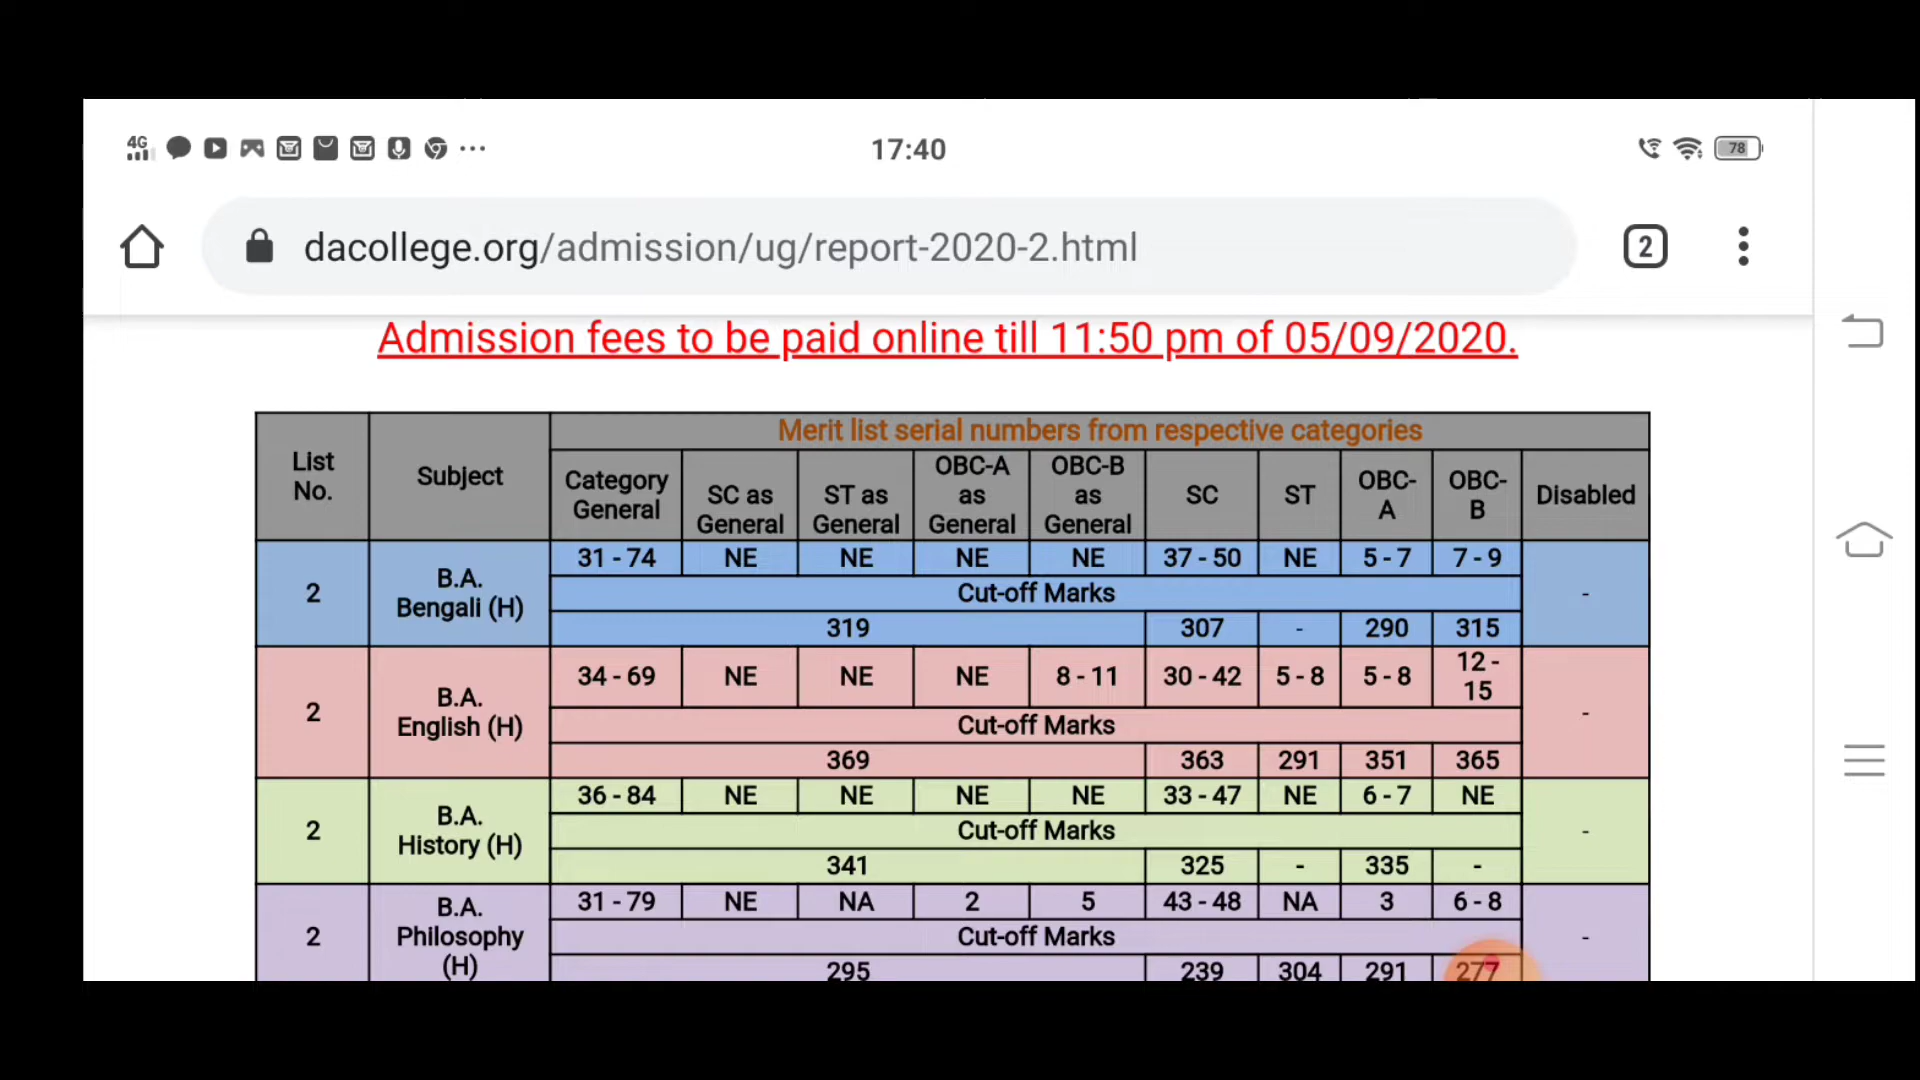 4G 17:40 78
dacollege.org/admission/ug/report-2020-2.html 2
Admission fees to be paid online till 11:50 pm of 05/09/2020.
List No. Subject Merit list serial numbers from respective categories
Category General SC as General ST as General OBC-A as General OBC-B as General SC ST OBC-A OBC-B Disabled
2 B.A. Bengali (H) 31 - 74 NE NE NE NE 37 - 50 NE 5 - 7 7 - 9 -
Cut-off Marks
319 307 - 290 315
2 B.A. English (H) 34 - 69 NE NE NE 8 - 11 30 - 42 5 - 8 5 - 8 12 - 15 -
Cut-off Marks
369 363 291 351 365
2 B.A. History (H) 36 - 84 NE NE NE NE 33 - 47 NE 6 - 7 NE -
Cut-off Marks
341 325 - 335 -
2 B.A. Philosophy (H) 31 - 79 NE NA 2 5 43 - 48 NA 3 6 - 8 -
Cut-off Marks
295 239 304 291 277